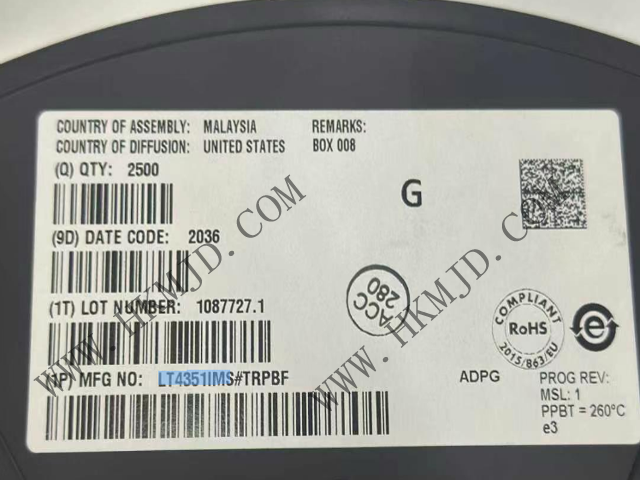 COUNTRY OF ASSEMBLY: MALAYSIA REMARKS:
COUNTRY OF DIFFUSION: UNITED STATES BOX 008
(Q) QTY: 2500
G
(9D) DATE CODE: 2036
(1T) LOT NUMBER: 1087727.1
ACC
280
COMPLIANT
RoHS
2015/863/EU
e
(1P) MFG NO: LT4351IMS#TRPBF
ADPG
PROG REV:
MSL: 1
PPBT = 260°C
e3
WWW.HKMJD.COM
WWW.HKMJD.COM